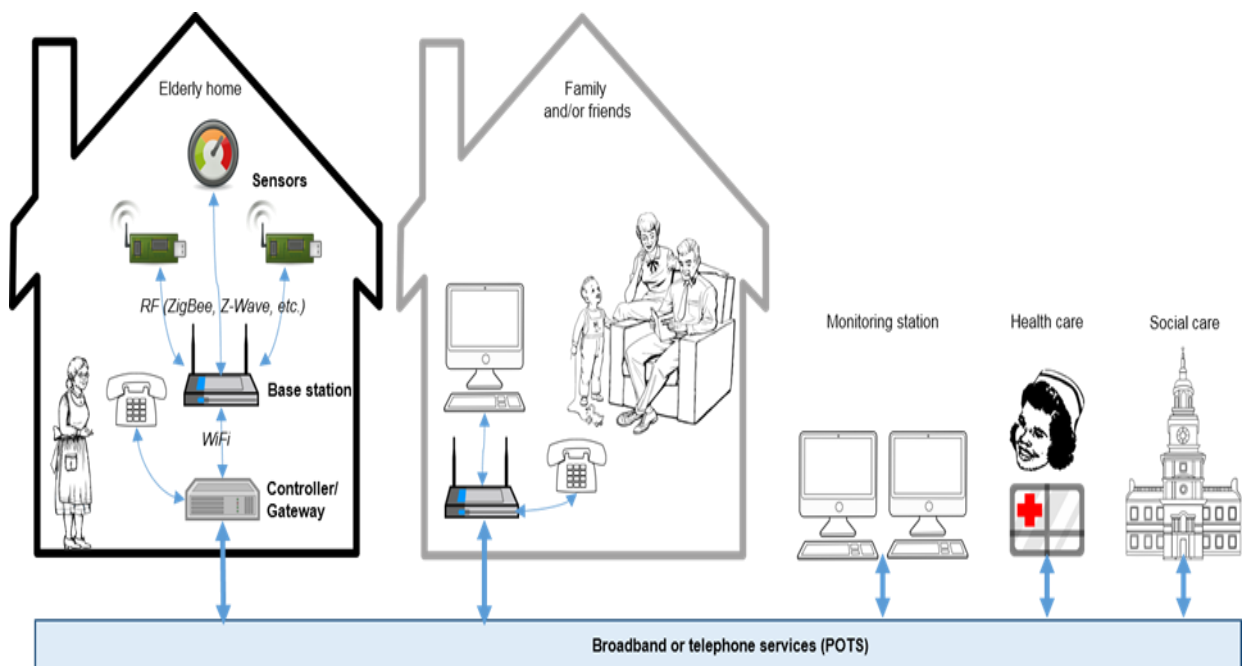 Elderly home
Sensors
RF (ZigBee, Z-Wave, etc.)
Base station
WiFi
Controller/
Gateway
Family
and/or friends
Monitoring station
Health care
Social care
Broadband or telephone services (POTS)